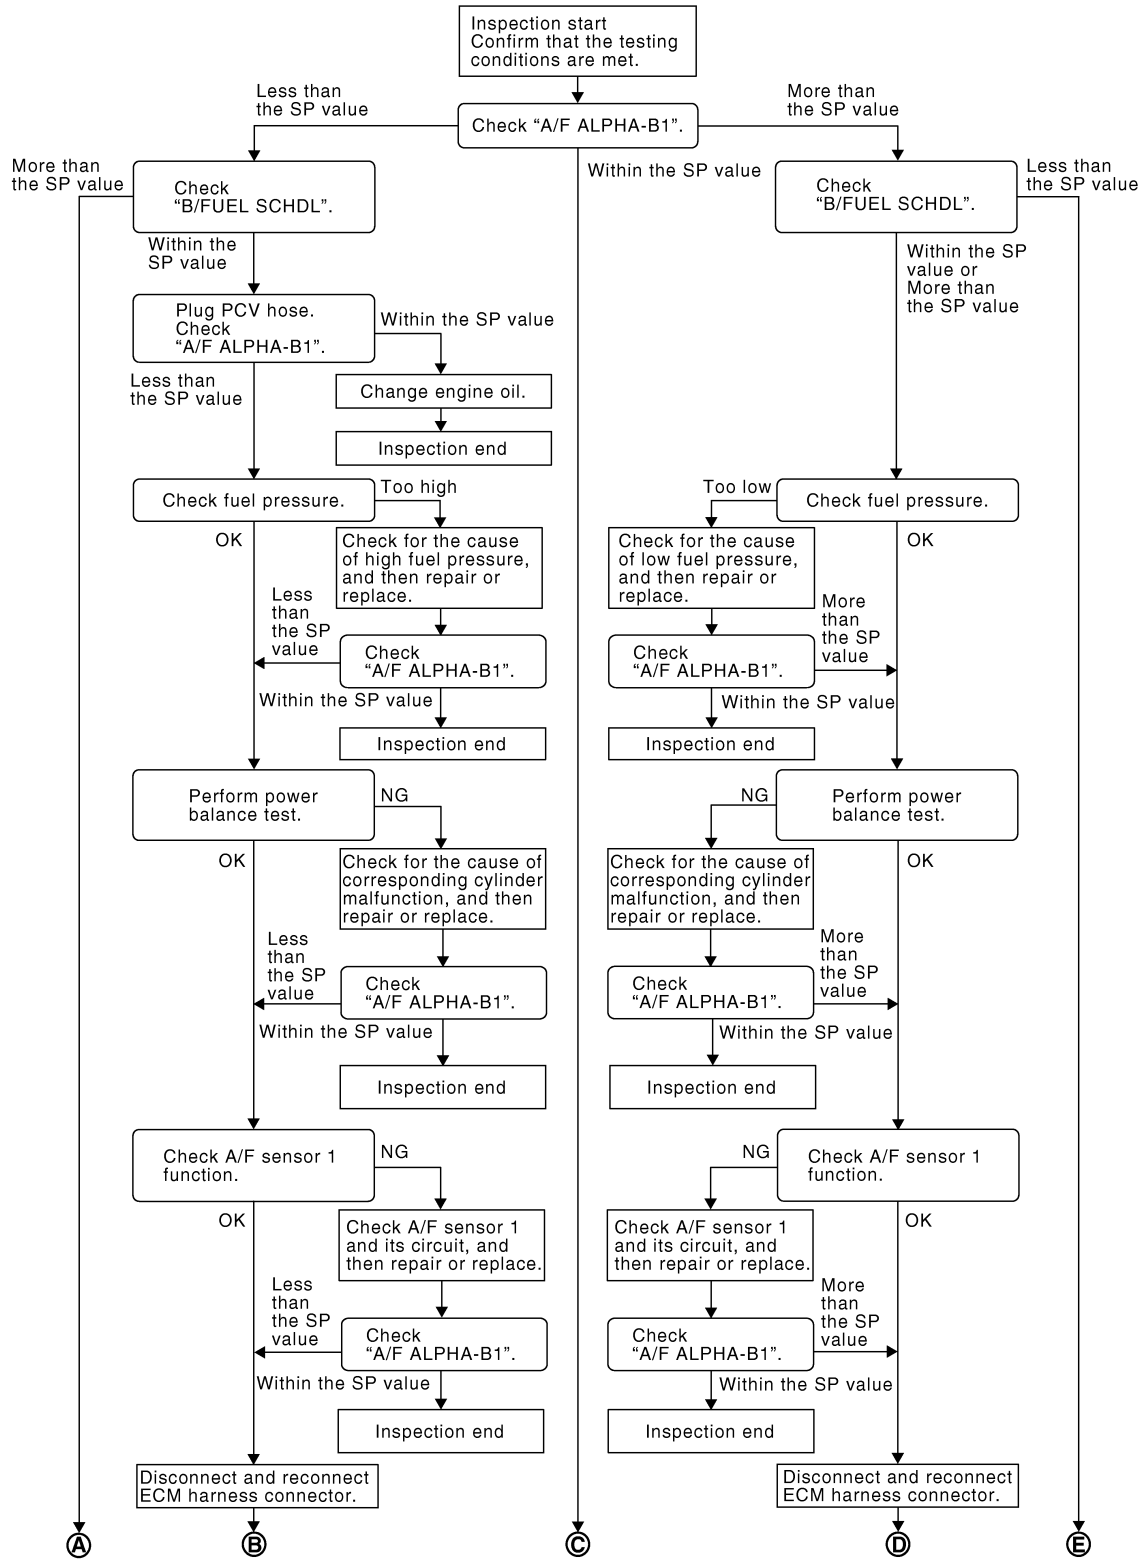 Inspection start
Confirm that the testing
conditions are met.
Less than
the SP value
More than
the SP value
Check “A/F ALPHA-B1”.
More than
the SP value
Within the SP value
Less than
the SP value
Check
“B/FUEL SCHDL”.
Check
“B/FUEL SCHDL”.
Within the
SP value
Within the SP
value or
More than
the SP value
Plug PCV hose.
Check
“A/F ALPHA-B1”.
Within the SP value
Less than
the SP value
Change engine oil.
Inspection end
Check fuel pressure.
Too high
Too low
Check fuel pressure.
OK
OK
Check for the cause
of high fuel pressure,
and then repair or
replace.
Check for the cause
of low fuel pressure,
and then repair or
replace.
Less
than
the SP
value
More
than
the SP
value
Check
“A/F ALPHA-B1”.
Check
“A/F ALPHA-B1”.
Within the SP value
Within the SP value
Inspection end
Inspection end
Perform power
balance test.
NG
NG
Perform power
balance test.
OK
OK
Check for the cause of
corresponding cylinder
malfunction, and then
repair or replace.
Check for the cause of
corresponding cylinder
malfunction, and then
repair or replace.
Less
than
the SP
value
More
than
the SP
value
Check
“A/F ALPHA-B1”.
Check
“A/F ALPHA-B1”.
Within the SP value
Within the SP value
Inspection end
Inspection end
Check A/F sensor 1
function.
NG
NG
Check A/F sensor 1
function.
OK
OK
Check A/F sensor 1
and its circuit, and
then repair or replace.
Check A/F sensor 1
and its circuit, and
then repair or replace.
Less
than
the SP
value
More
than
the SP
value
Check
“A/F ALPHA-B1”.
Check
“A/F ALPHA-B1”.
Within the SP value
Within the SP value
Inspection end
Inspection end
Disconnect and reconnect
ECM harness connector.
Disconnect and reconnect
ECM harness connector.
A
B
C
D
E